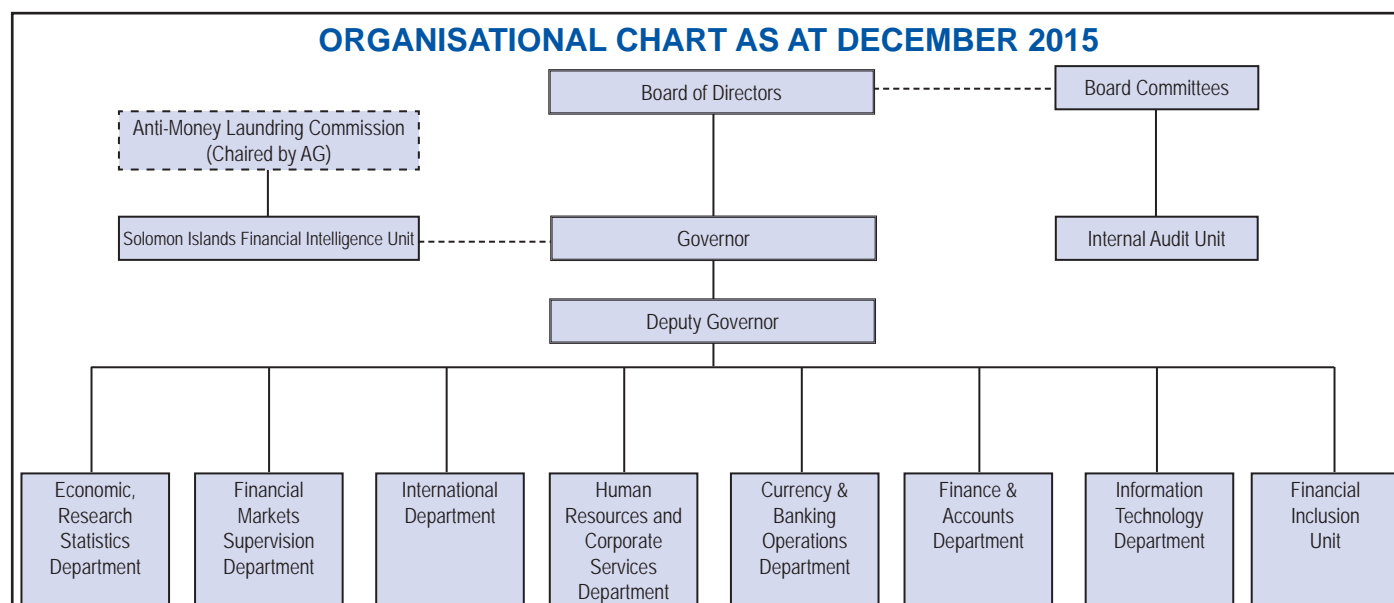 ORGANISATIONAL CHART AS AT DECEMBER 2015
Board of Directors
Board Committees
Anti-Money Laundring Commission
(Chaired by AG)
Solomon Islands Financial Intelligence Unit
Governor
Internal Audit Unit
Deputy Governor
Economic,
Research
Statistics
Department
Financial
Markets
Supervision
Department
International
Department
Human
Resources and
Corporate
Services
Department
Currency &
Banking
Operations
Department
Finance &
Accounts
Department
Information
Technology
Department
Financial
Inclusion
Unit